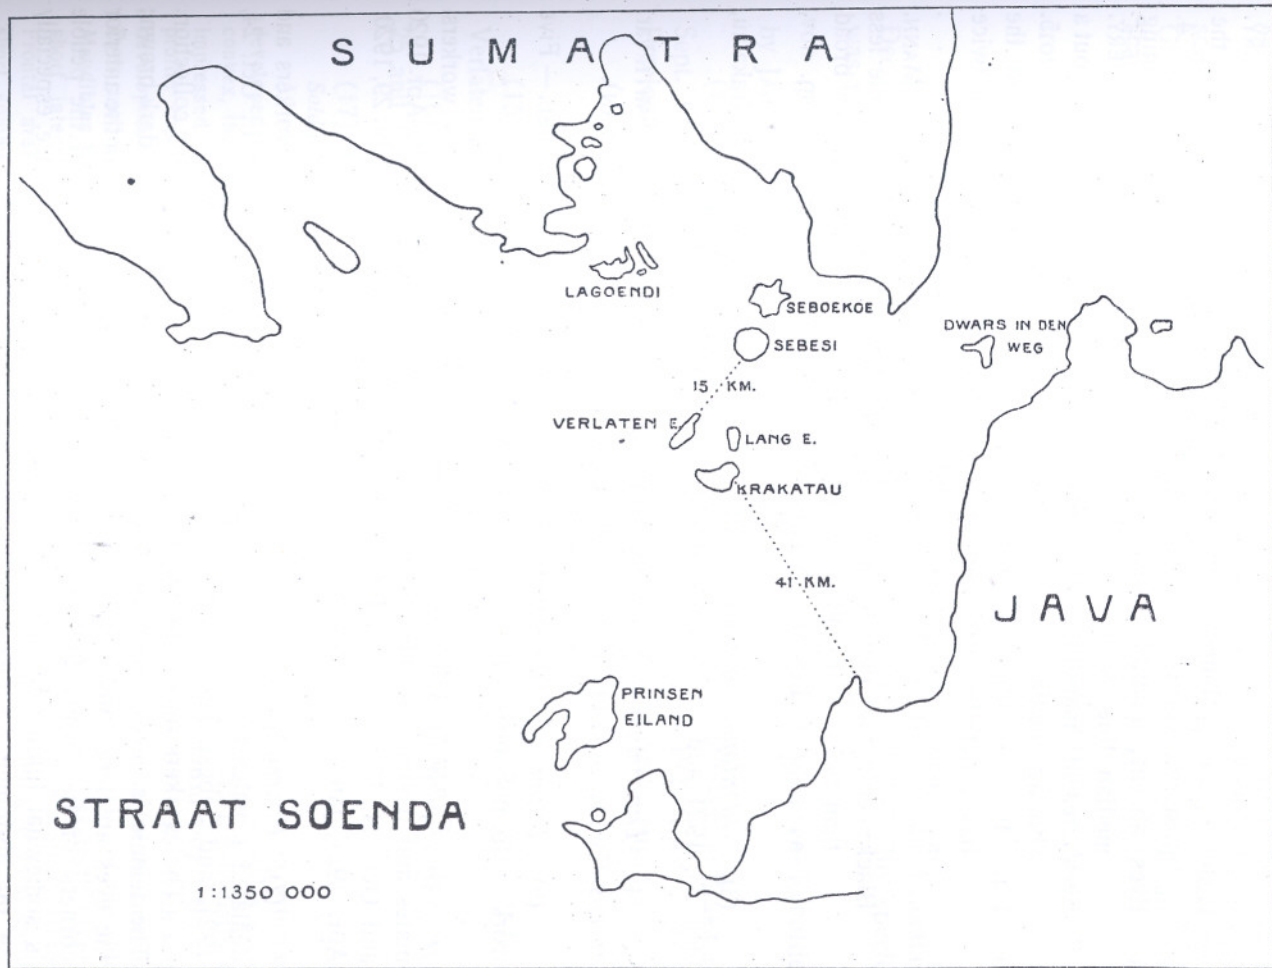 SUMATRA
LAGOENDI
SEBOEKOE
DWARS IN DEN
WEG
SEBESI
15 KM.
VERLATEN E.
LANG E.
KRAKATAU
41 KM.
JAVA
PRINSEN
EILAND
STRAAT SOENDA
1:1350 000